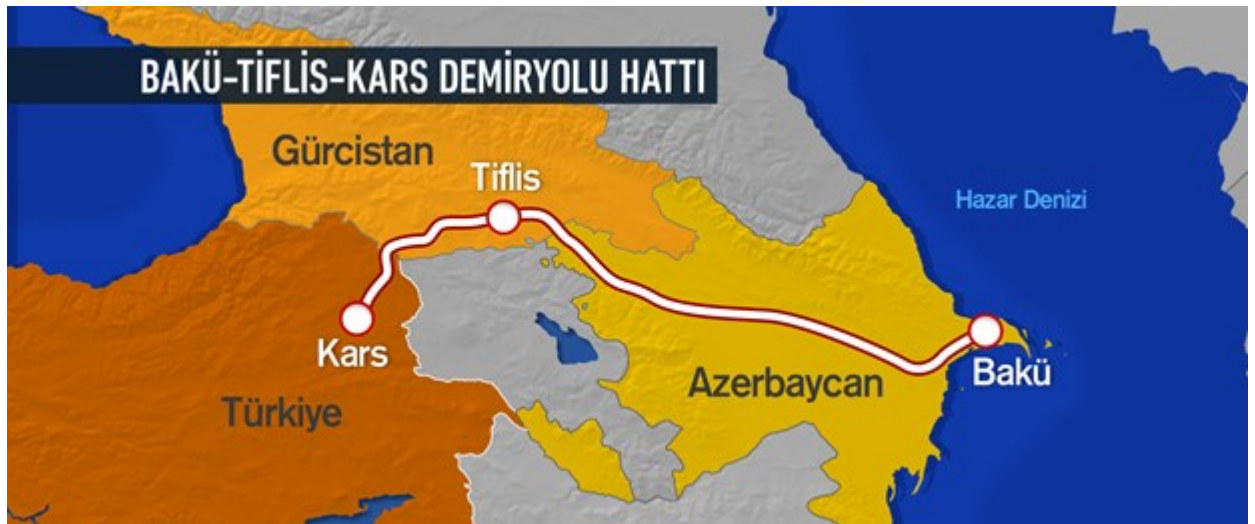 BAKÜ-TİFLİS-KARS DEMİRYOLU HATTI
Gürcistan
Tiflis
Hazar Denizi
Kars
Bakü
Azerbaycan
Türkiye